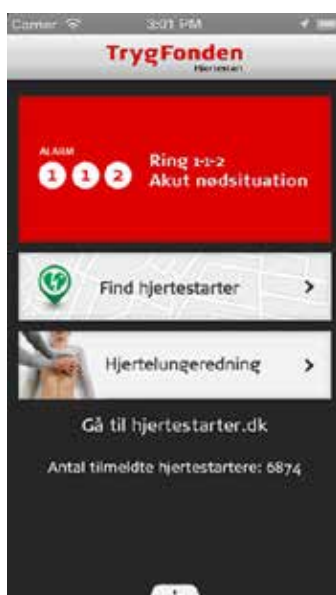 Carrier 3:01 PM
TrygFonden
Hjertestart
ALARM
1 1 2
Ring 1-1-2
Akut nødsituation
Find hjertestarter
Hjertelungeredning
Gå til hjertestarter.dk
Antal tilmeldte hjertestartere: 6874